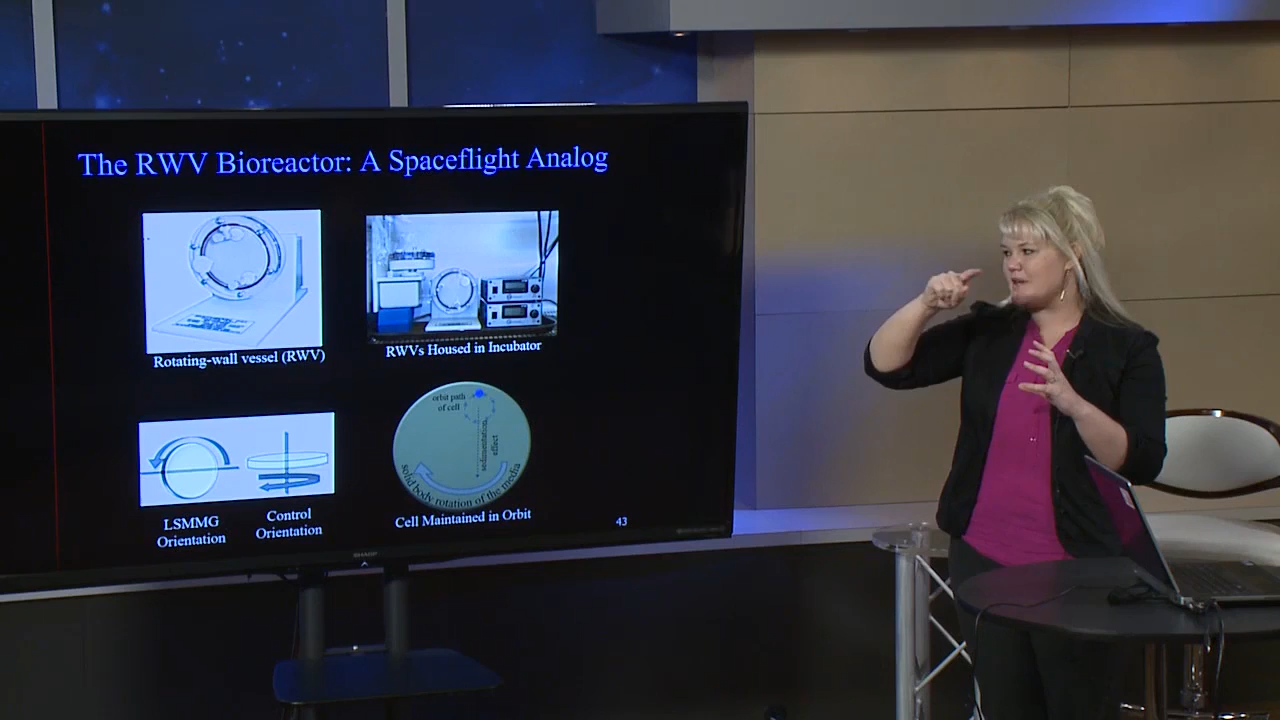 The RWV Bioreactor: A Spaceflight Analog
Rotating-wall vessel (RWV)
RWVs Housed in Incubator
orbit path
of cell
sedimentation
effect
solid body rotation of the media
LSMMG
Orientation
Control
Orientation
Cell Maintained in Orbit
43
SHARP